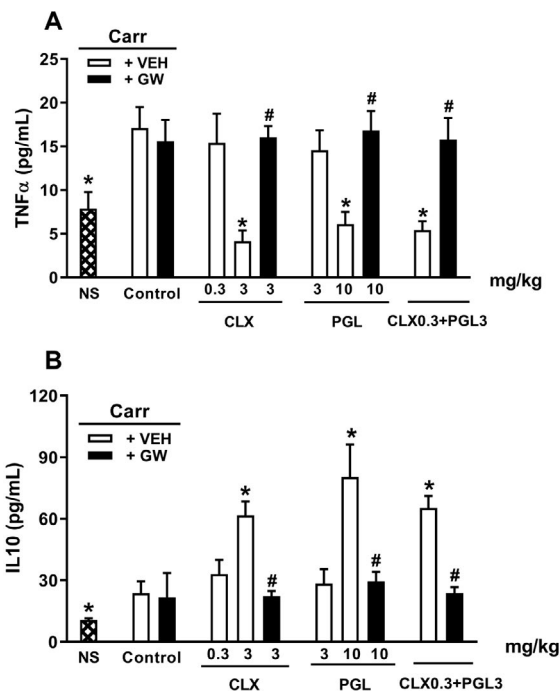 A
Carr
+ VEH
+ GW
TNFα (pg/mL)
25
20
15
10
5
0
* * # * # * #
0.3 3 3 3 10 10 mg/kg
NS Control CLX PGL CLX0.3+PGL3
B
Carr
+ VEH
+ GW
IL10 (pg/mL)
120
90
60
30
0
* * # * # * #
0.3 3 3 3 10 10 mg/kg
NS Control CLX PGL CLX0.3+PGL3